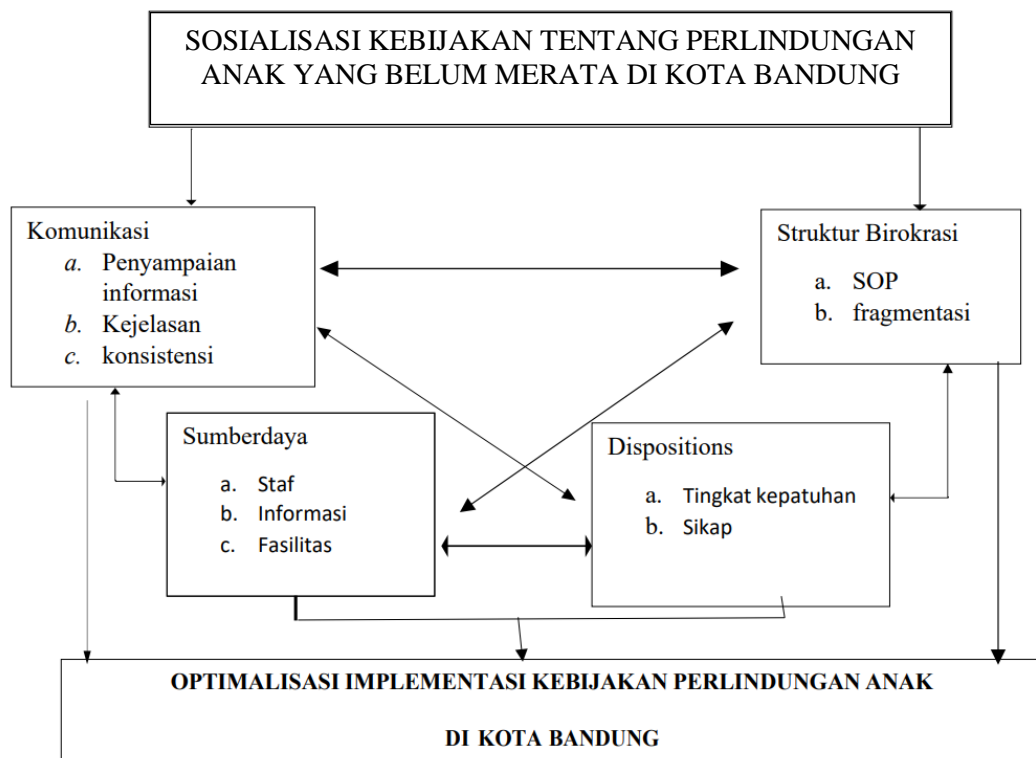 SOSIALISASI KEBIJAKAN TENTANG PERLINDUNGAN
ANAK YANG BELUM MERATA DI KOTA BANDUNG
Komunikasi
a. Penyampaian
informasi
b. Kejelasan
c. konsistensi
Struktur Birokrasi
a. SOP
b. fragmentasi
Sumberdaya
a. Staf
b. Informasi
c. Fasilitas
Dispositions
a. Tingkat kepatuhan
b. Sikap
OPTIMALISASI IMPLEMENTASI KEBIJAKAN PERLINDUNGAN ANAK
DI KOTA BANDUNG